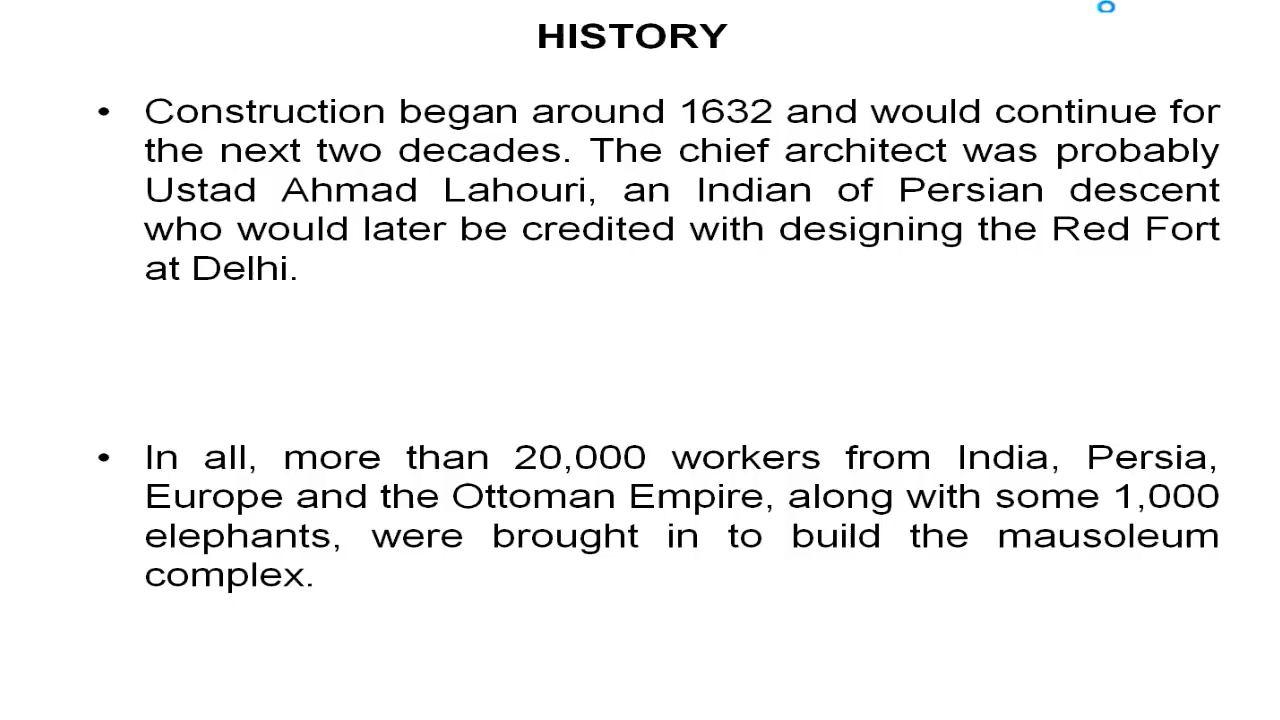 HISTORY
• Construction began around 1632 and would continue for
the next two decades. The chief architect was probably
Ustad Ahmad Lahouri, an Indian of Persian descent
who would later be credited with designing the Red Fort
at Delhi.
• In all, more than 20,000 workers from India, Persia,
Europe and the Ottoman Empire, along with some 1,000
elephants, were brought in to build the mausoleum
complex.